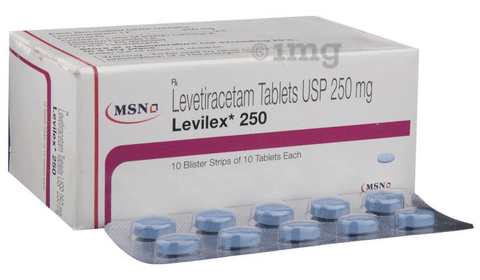 1mg
MSN
Rx
Levetiracetam Tablets USP 250 mg
Levilex* 250
10 Blister Strips of 10 Tablets Each
MSN
MSN
Levetiracetam Tablets USP 250 mg
Levilex* 250